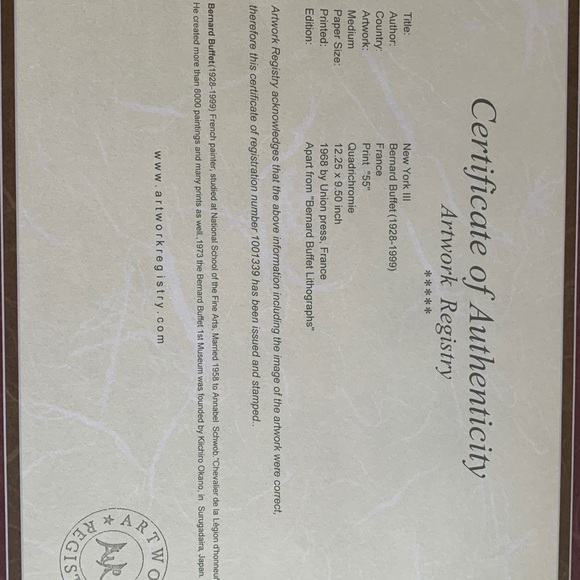 Certificate of Authenticity
Artwork Registry
*****
Title: New York III
Author: Bernard Buffet (1928-1999)
Country: France
Artwork: Print "55"
Medium Quadrichromie
Paper Size: 12.25 x 9.50 inch
Printed: 1968 by Union press, France
Edition: Apart from "Bernard Buffet Lithographs"
Artwork Registry acknowledges that the above information including the image of the artwork were correct,
therefore this certificate of registration number 1001339 has been issued and stamped..
Bernard Buffet (1928-1999) French painter, studied at National School of the Fine Arts, Married 1958 to Annabel Schwob. "Chevalier de la Légion d'honneur
He created more than 8000 paintings and many prints as well. 1973 the Bernard Buffet 1st Museum was founded by Kiichiro Okano, in Surugadaira, Japan.
www.artworkregistry.com
ARTWO
REGIS